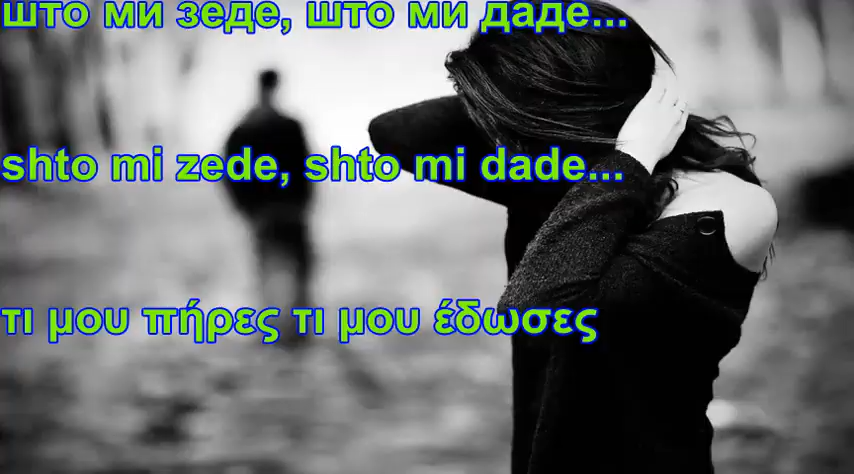 што ми зеде, што ми даде...
shto mi zede, shto mi dade...
τι μου πήρες τι μου έδωσες